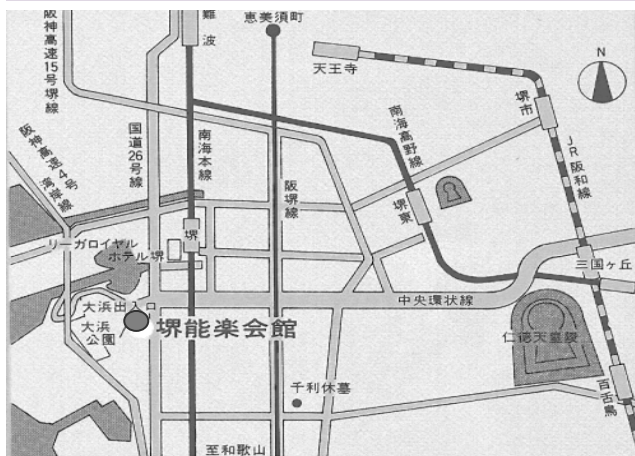 恵美須町
難波
阪神高速15号堺線
天王寺
N
堺市
阪神高速4号湾岸線
国道26号線
南海本線
阪堺線
南海高野線
JR阪和線
堺東
堺
リーガロイヤル
ホテル堺
三国ヶ丘
大浜出入口
中央環状線
大浜
公園
堺能楽会館
仁徳天皇陵
百舌鳥
千利休墓
至和歌山